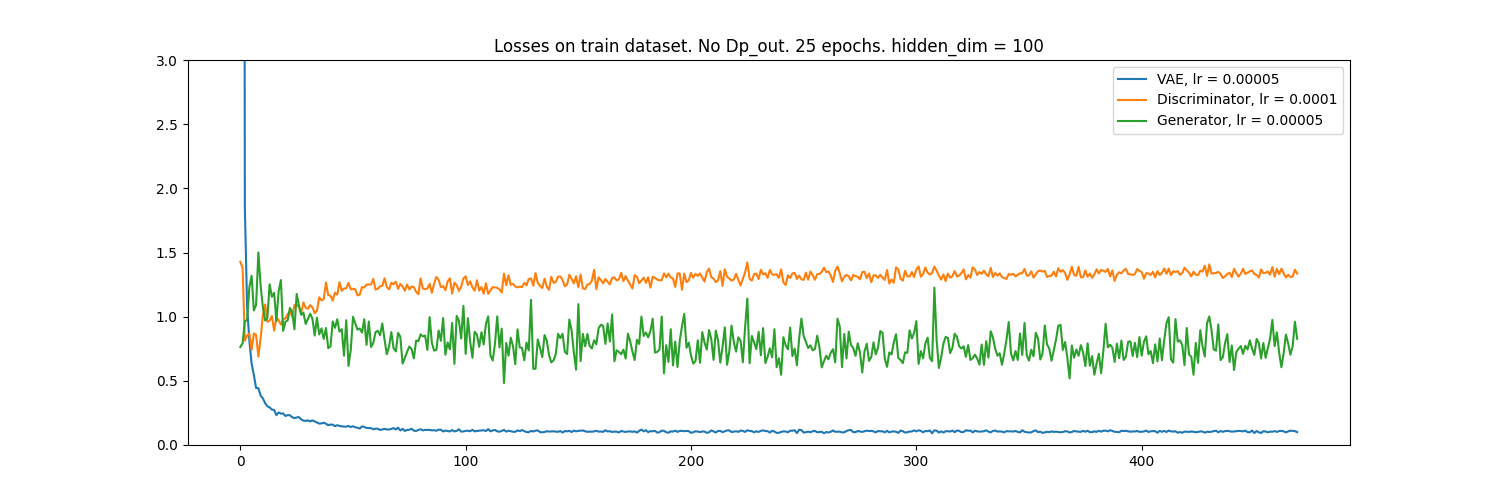 Losses on train dataset. No Dp_out. 25 epochs. hidden_dim = 100
3.0
2.5
2.0
1.5
1.0
0.5
0.0
VAE, lr = 0.00005
Discriminator, lr = 0.0001
Generator, lr = 0.00005
0 100 200 300 400